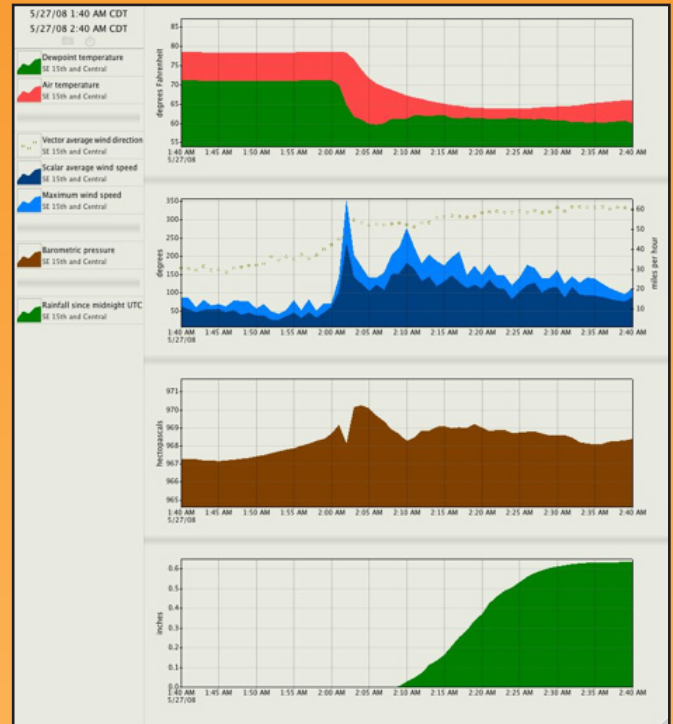 5/27/08 1:40 AM CDT
5/27/08 2:40 AM CDT
Dewpoint temperature
SE 15th and Central
Air temperature
SE 15th and Central
Vector average wind direction
SE 15th and Central
Scalar average wind speed
SE 15th and Central
Maximum wind speed
SE 15th and Central
Barometric pressure
SE 15th and Central
Rainfall since midnight UTC
SE 15th and Central
degrees Fahrenheit
85
80
75
70
65
60
55
1:40 AM 1:45 AM 1:50 AM 1:55 AM 2:00 AM 2:05 AM 2:10 AM 2:15 AM 2:20 AM 2:25 AM 2:30 AM 2:35 AM 2:40 AM
5/27/08
degrees
350
300
250
200
150
100
50
60
50
40
30
20
10
miles per hour
1:40 AM 1:45 AM 1:50 AM 1:55 AM 2:00 AM 2:05 AM 2:10 AM 2:15 AM 2:20 AM 2:25 AM 2:30 AM 2:35 AM 2:40 AM
5/27/08
hectopascals
971
970
969
968
967
966
965
1:40 AM 1:45 AM 1:50 AM 1:55 AM 2:00 AM 2:05 AM 2:10 AM 2:15 AM 2:20 AM 2:25 AM 2:30 AM 2:35 AM 2:40 AM
5/27/08
inches
0.6
0.5
0.4
0.3
0.2
0.1
0.0
1:40 AM 1:45 AM 1:50 AM 1:55 AM 2:00 AM 2:05 AM 2:10 AM 2:15 AM 2:20 AM 2:25 AM 2:30 AM 2:35 AM 2:40 AM
5/27/08